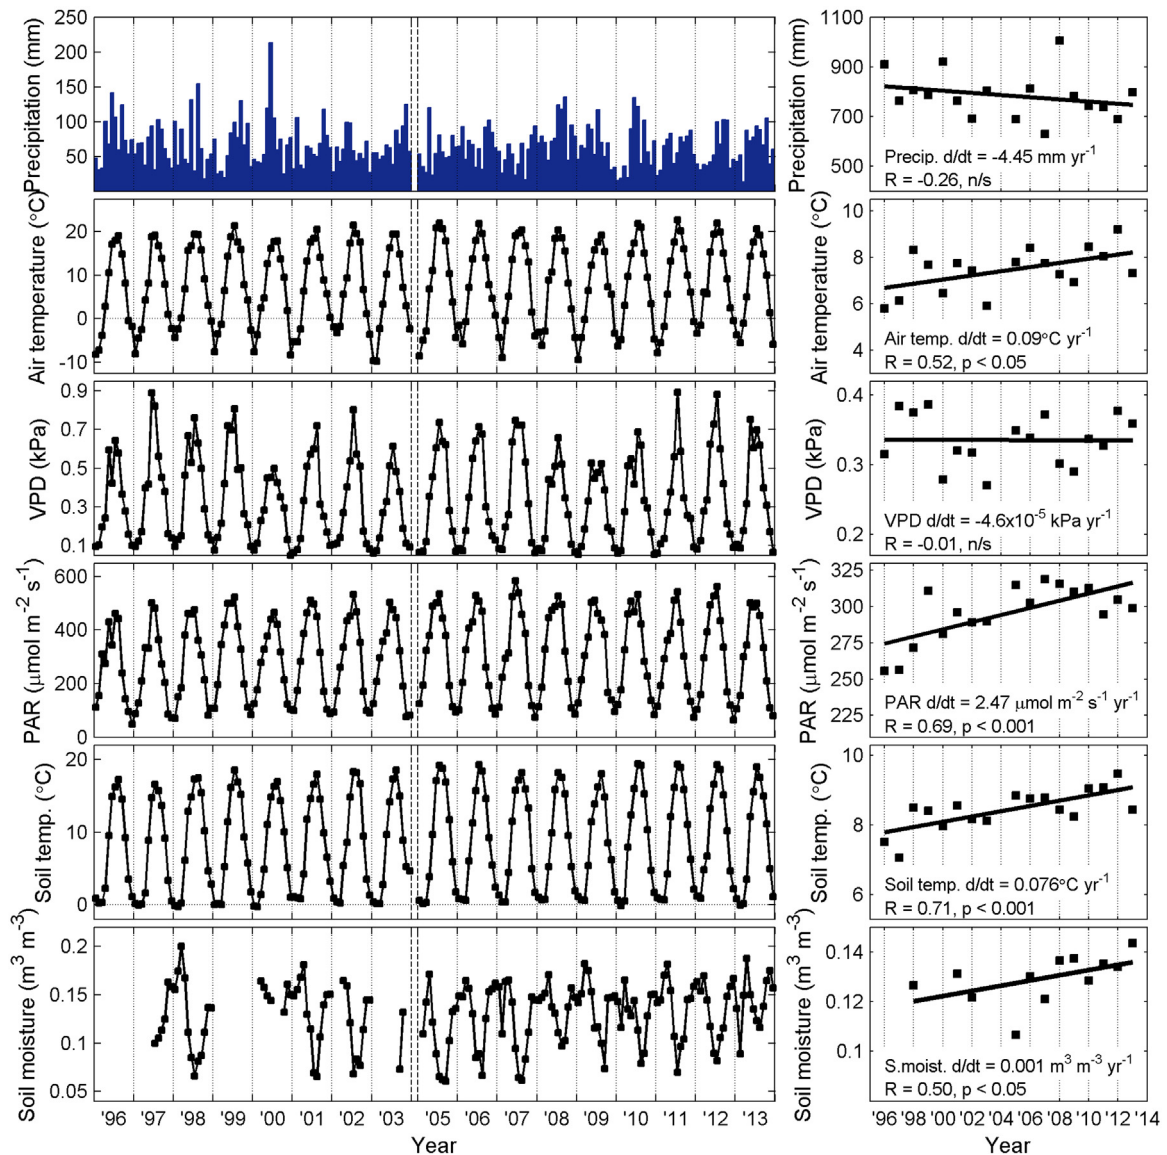 Precipitation (mm)
250
200
150
100
50
Precipitation (mm)
1100
900
700
500
Precip. d/dt = -4.45 mm yr-1
R = -0.26, n/s
Air temperature (°C)
20
10
0
-10
Air temperature (°C)
10
8
6
4
Air temp. d/dt = 0.09°C yr-1
R = 0.52, p < 0.05
VPD (kPa)
0.9
0.7
0.5
0.3
0.1
VPD (kPa)
0.4
0.3
0.2
VPD d/dt = -4.6x10-5 kPa yr-1
R = -0.01, n/s
PAR (µmol m-2 s-1)
600
400
200
0
PAR (µmol m-2 s-1)
325
300
275
250
225
PAR d/dt = 2.47 µmol m-2 s-1 yr-1
R = 0.69, p < 0.001
Soil temp. (°C)
20
10
0
Soil temp. (°C)
10
8
6
Soil temp. d/dt = 0.076°C yr-1
R = 0.71, p < 0.001
Soil moisture (m3 m-3)
0.2
0.15
0.1
0.05
Soil moisture (m3 m-3)
0.14
0.12
0.1
S.moist. d/dt = 0.001 m3 m-3 yr-1
R = 0.50, p < 0.05
'96 '97 '98 '99 '00 '01 '02 '03 '05 '06 '07 '08 '09 '10 '11 '12 '13
Year
'96 '98 '00 '02 '04 '06 '08 '10 '12 '14
Year